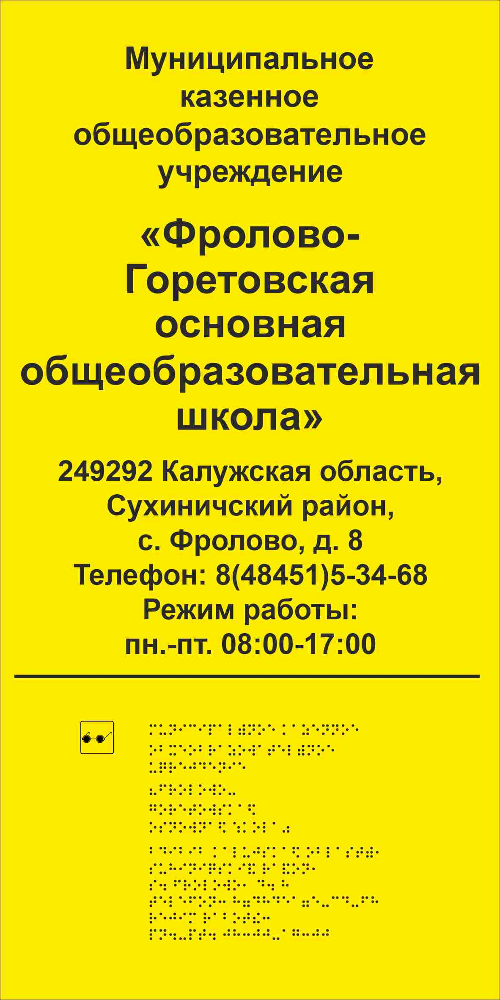 Муниципальное
казенное
общеобразовательное
учреждение
«Фролово-
Горетовская
основная
общеобразовательная
школа»
249292 Калужская область,
Сухиничский район,
с. Фролово, д. 8
Телефон: 8(48451)5-34-68
Режим работы:
пн.-пт. 08:00-17:00